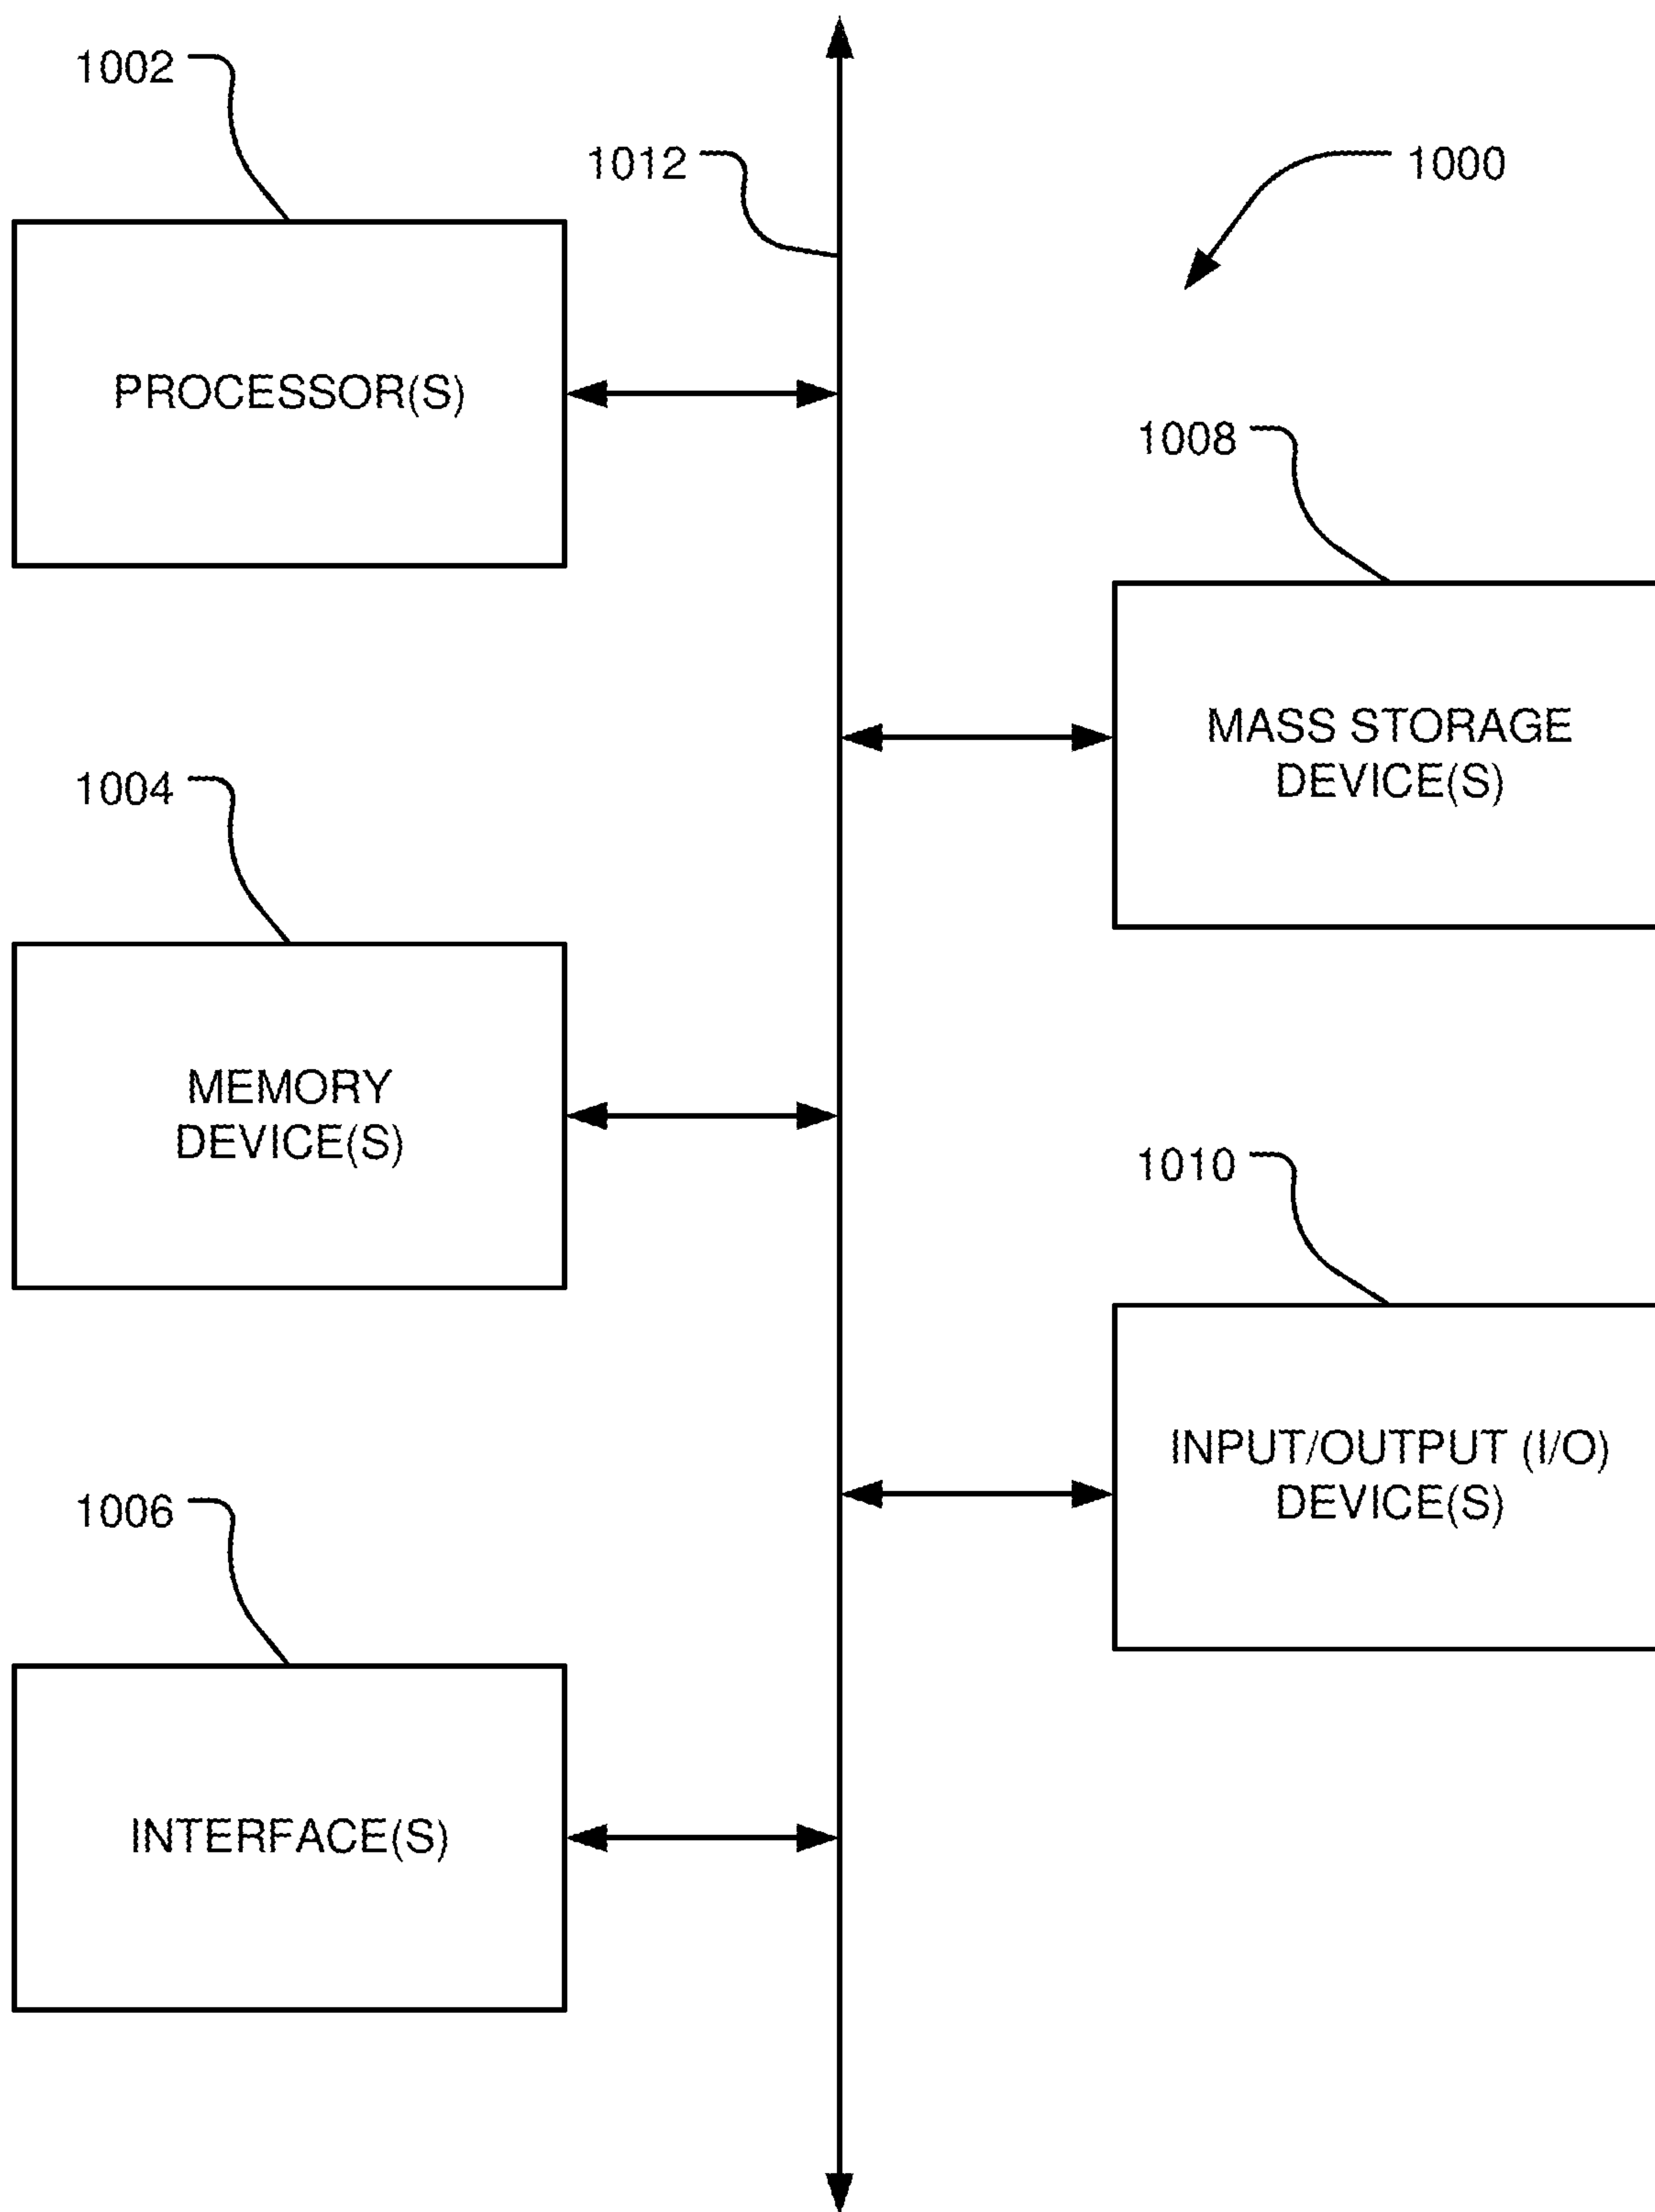 1002
1012
1000
PROCESSOR(S)
1008
MASS STORAGE
DEVICE(S)
1004
MEMORY
DEVICE(S)
1010
INPUT/OUTPUT (I/O)
DEVICE(S)
1006
INTERFACE(S)